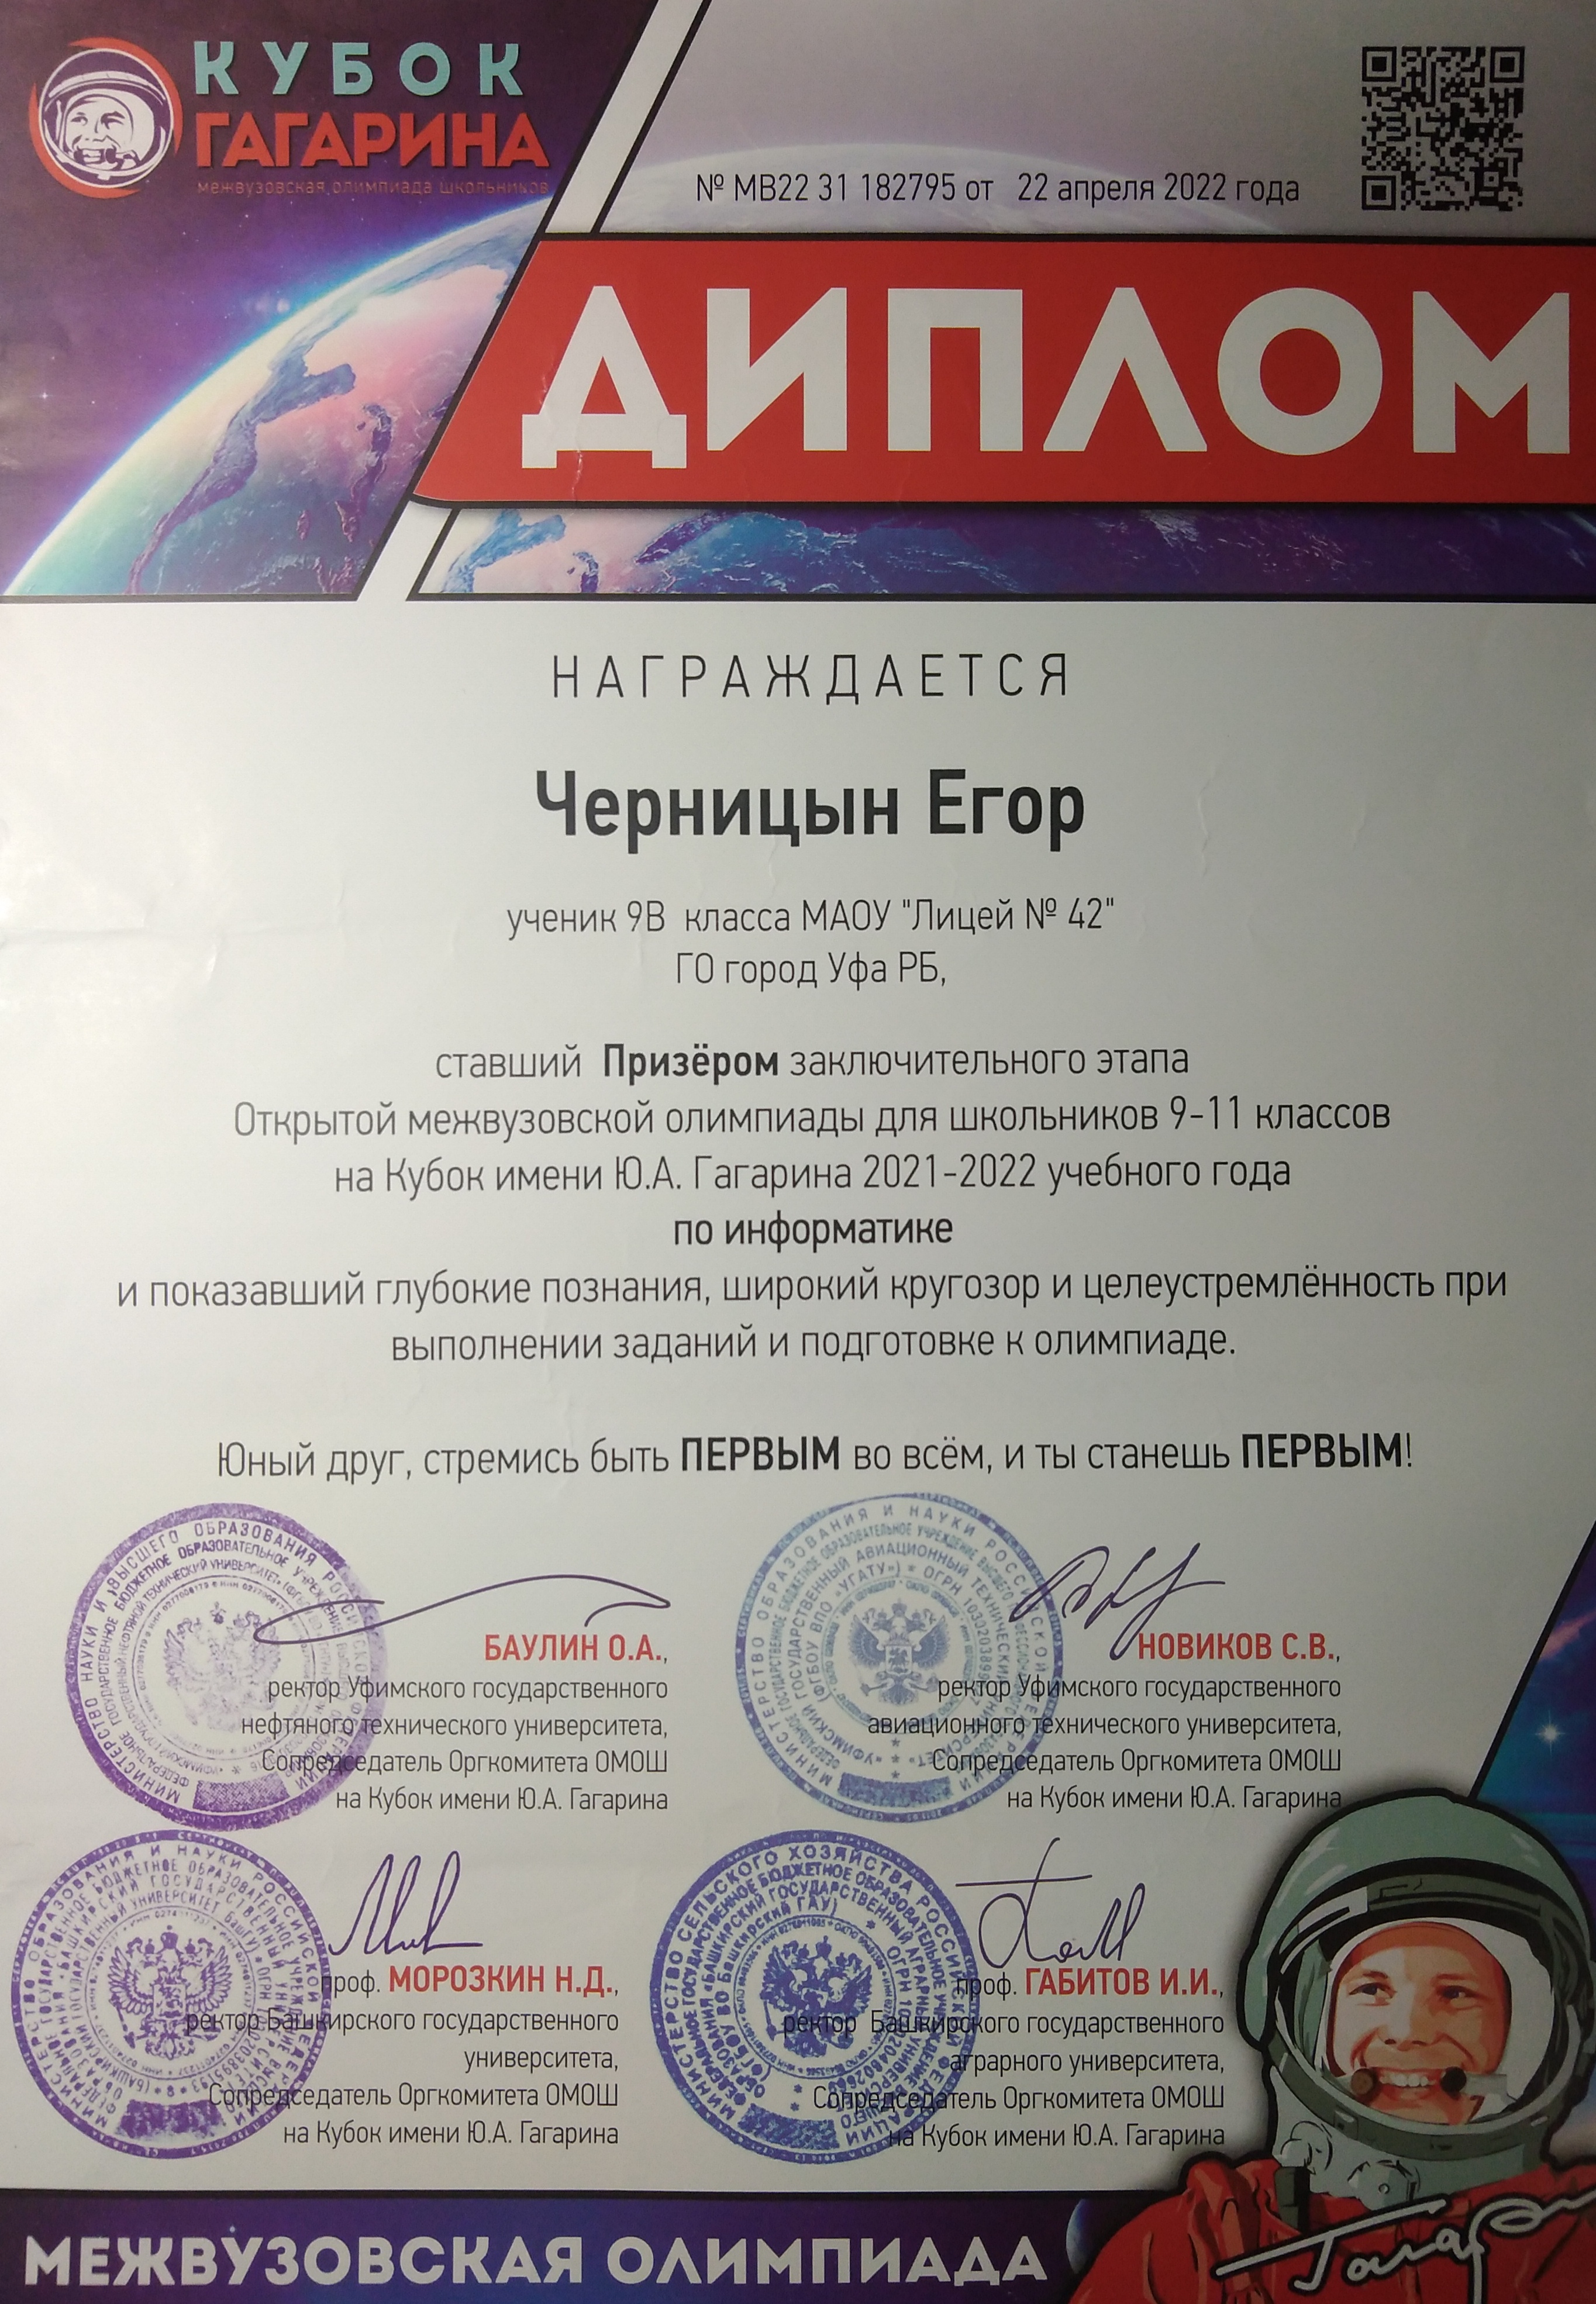 КУБОК
ГАГАРИНА
межвузовская олимпиада школьников
№ МВ22 31 182795 от 22 апреля 2022 года
ДИПЛОМ
НАГРАЖДАЕТСЯ
Черницын Егор
ученик 9В класса МАОУ "Лицей № 42"
ГО город Уфа РБ,
ставший Призёром заключительного этапа
Открытой межвузовской олимпиады для школьников 9-11 классов
на Кубок имени Ю.А. Гагарина 2021-2022 учебного года
по информатике
и показавший глубокие познания, широкий кругозор и целеустремлённость при
выполнении заданий и подготовке к олимпиаде.
Юный друг, стремись быть ПЕРВЫМ во всём, и ты станешь ПЕРВЫМ!
БАУЛИН О.А.,
ректор Уфимского государственного
нефтяного технического университета,
Сопредседатель Оргкомитета ОМОШ
на Кубок имени Ю.А. Гагарина
НОВИКОВ С.В.,
ректор Уфимского государственного
авиационного технического университета,
Сопредседатель Оргкомитета ОМОШ
на Кубок имени Ю.А. Гагарина
проф. МОРОЗКИН Н.Д.,
ректор Башкирского государственного
университета,
Сопредседатель Оргкомитета ОМОШ
на Кубок имени Ю.А. Гагарина
проф. ГАБИТОВ И.И.,
ректор Башкирского государственного
аграрного университета,
Сопредседатель Оргкомитета ОМОШ
на Кубок имени Ю.А. Гагарина
МЕЖВУЗОВСКАЯ ОЛИМПИАДА